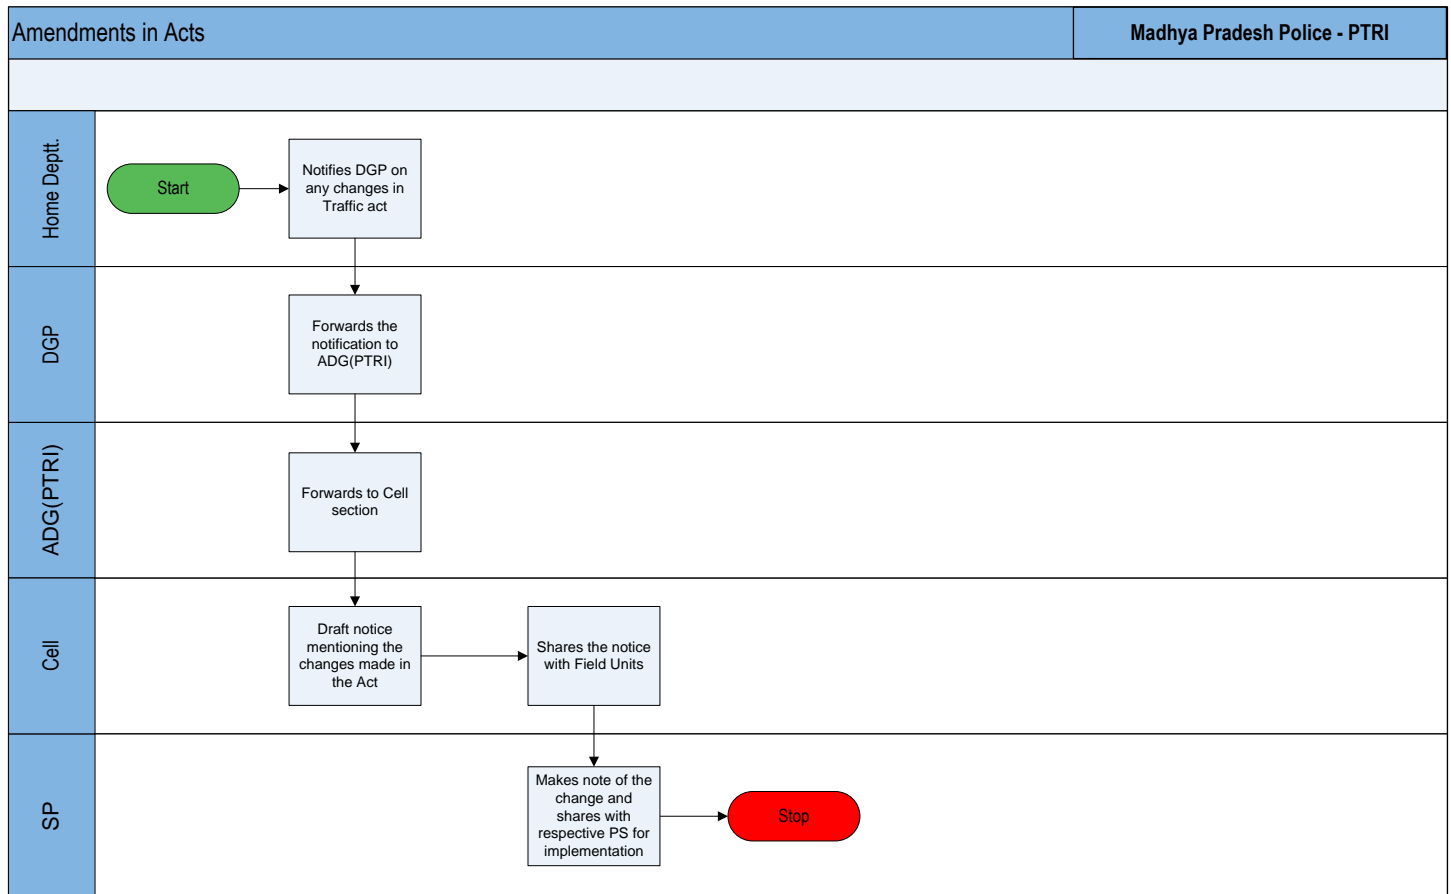 Amendments in Acts
Madhya Pradesh Police - PTRI
Home Deptt.
Start
Notifies DGP on
any changes in
Traffic act
DGP
Forwards the
notification to
ADG(PTRI)
ADG(PTRI)
Forwards to Cell
section
Cell
Draft notice
mentioning the
changes made in
the Act
Shares the notice
with Field Units
SP
Makes note of the
change and
shares with
respective PS for
implementation
Stop